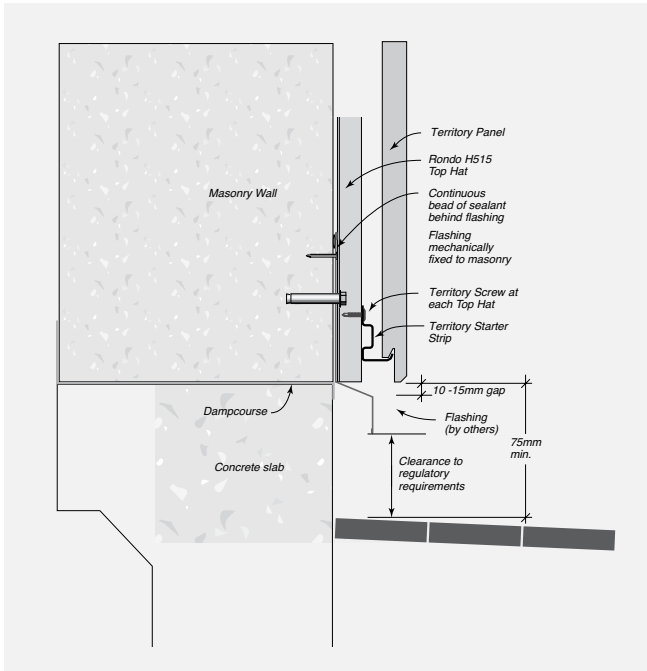 Territory Panel
Rondo H515
Top Hat
Masonry Wall
Continuous
bead of sealant
behind flashing
Flashing
mechanically
fixed to masonry
Territory Screw at
each Top Hat
Territory Starter
Strip
10 -15mm gap
Dampcourse
Flashing
(by others)
75mm
min.
Clearance to
regulatory
requirements
Concrete slab